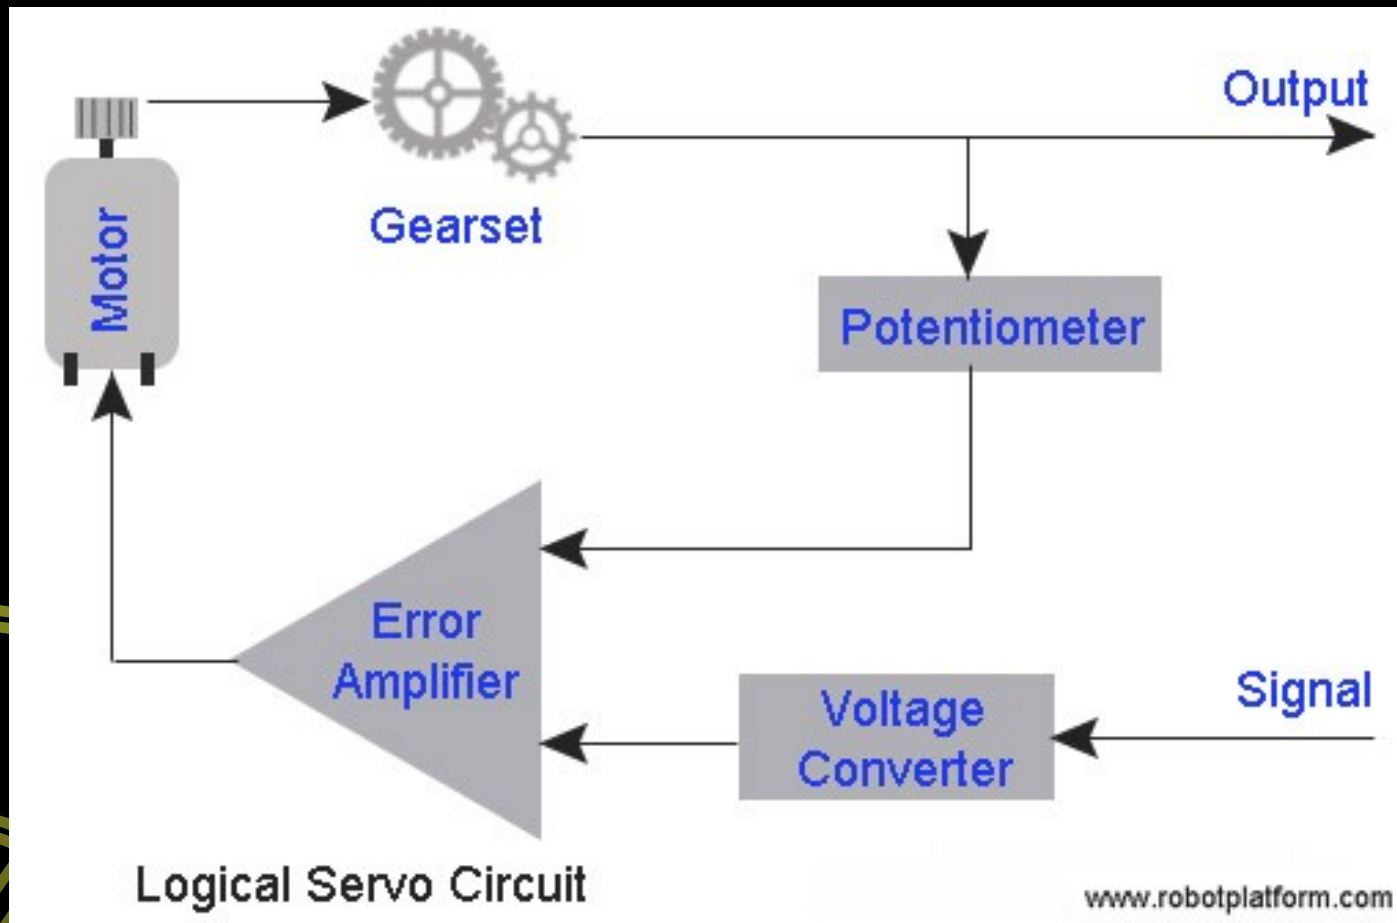 Output
Motor
Gearset
Potentiometer
Error
Amplifier
Signal
Voltage
Converter
Logical Servo Circuit
www.robotplatform.com